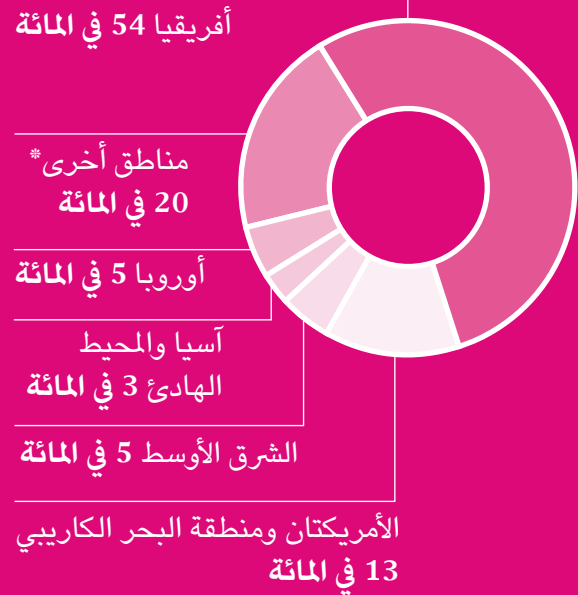 أفريقيا 54 في المائة
مناطق أخرى*
20 في المائة
أوروبا 5 في المائة
آسيا والمحيط
الهادئ 3 في المائة
الشرق الأوسط 5 في المائة
الأمريكتان ومنطقة البحر الكاريبي
13 في المائة